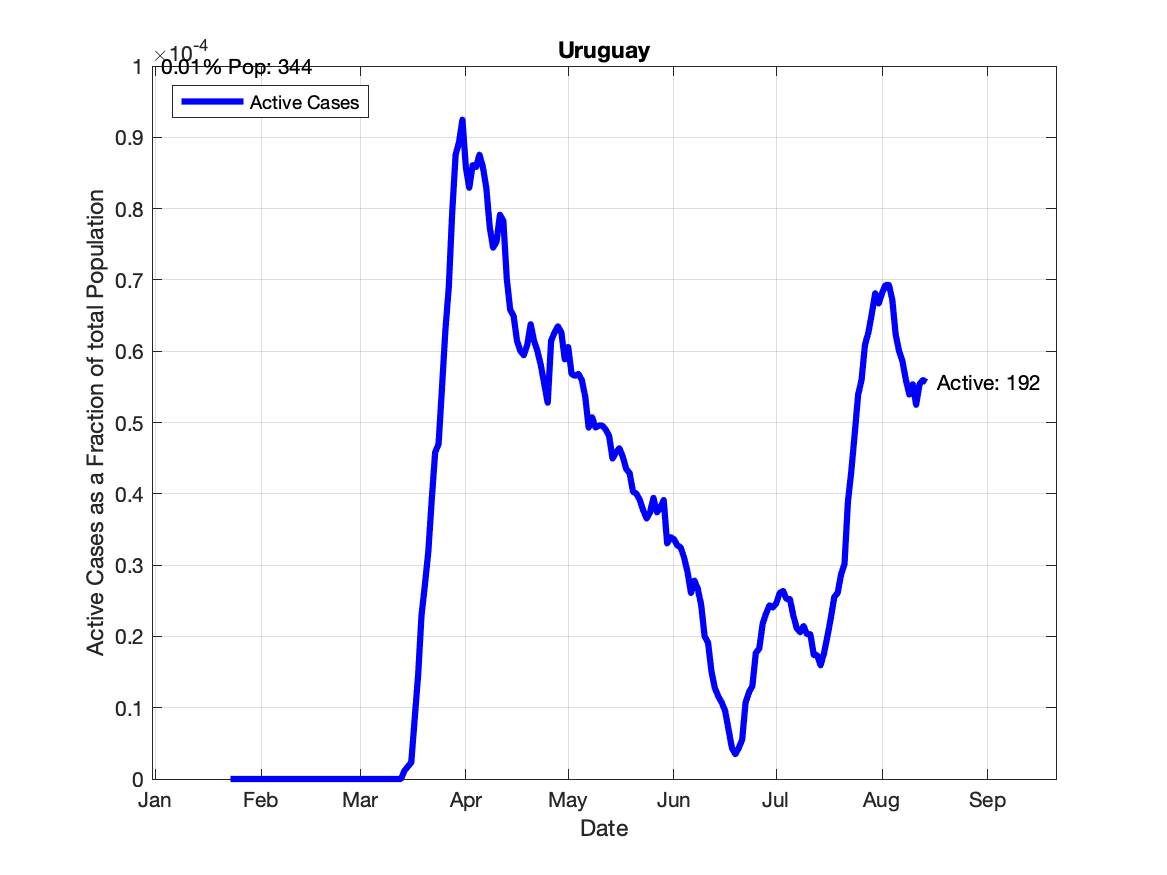 Uruguay
×10-4
0.01% Pop: 344
Active Cases
1
0.9
0.8
0.7
0.6
0.5
0.4
0.3
0.2
0.1
0
Active Cases as a Fraction of total Population
Active: 192
Jan Feb Mar Apr May Jun Jul Aug Sep
Date